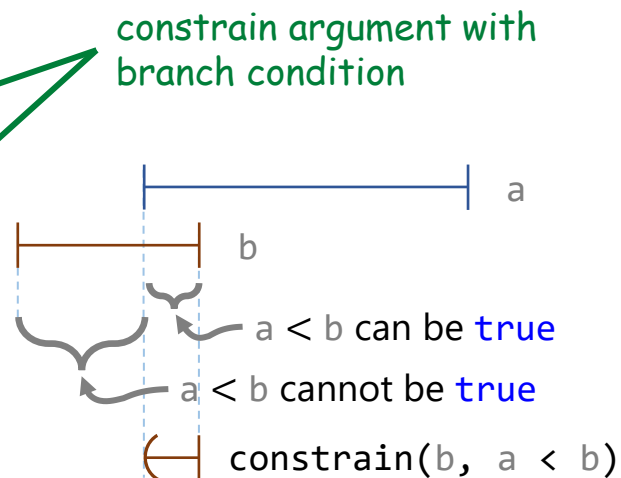 constrain argument with
branch condition
a
b
a < b can be true
a < b cannot be true
constrain(b, a < b)